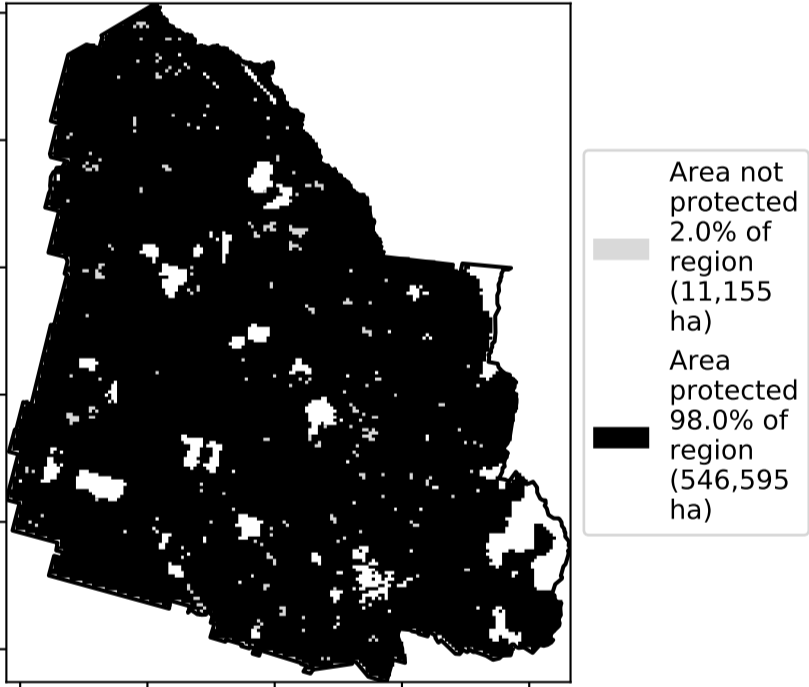 Area not
protected
2.0% of
region
(11,155
ha)
Area
protected
98.0% of
region
(546,595
ha)